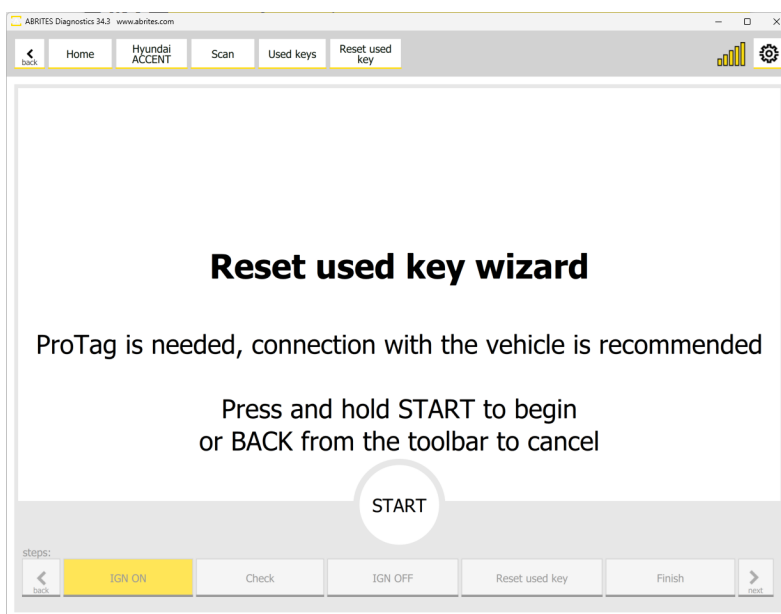 ABRITES Diagnostics 34.3 www.abrites.com
back
Home
Hyundai
ACCENT
Scan
Used keys
Reset used
key
Reset used key wizard
ProTag is needed, connection with the vehicle is recommended
Press and hold START to begin
or BACK from the toolbar to cancel
START
steps:
back
IGN ON
Check
IGN OFF
Reset used key
Finish
next